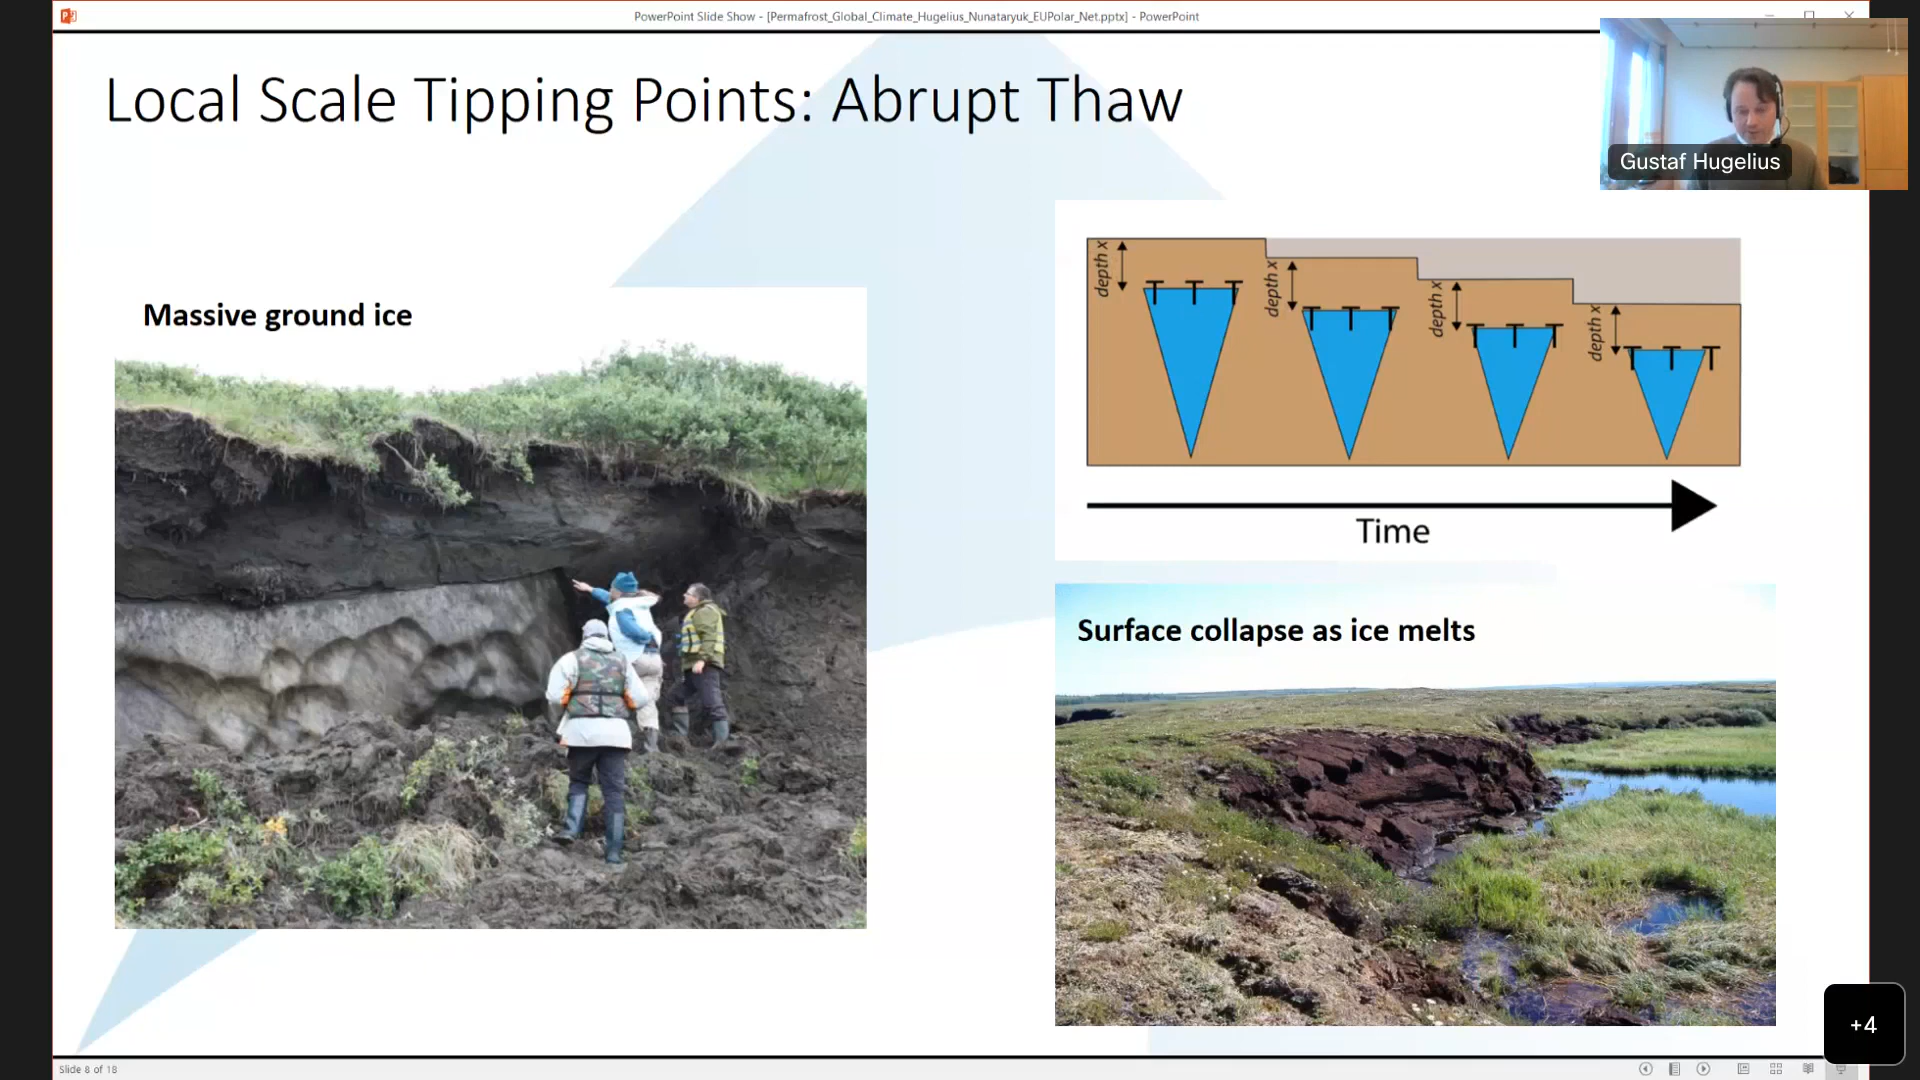 PowerPoint Slide Show - [Permafrost_Global_Climate_Hugelius_Nunataryuk_EUPolar_Net.pptx] - PowerPoint
Local Scale Tipping Points: Abrupt Thaw
Gustaf Hugelius
Massive ground ice
depth x
depth x
depth x
depth x
T T T
T T T
T T T
T T T
Time
Surface collapse as ice melts
+4
Slide 8 of 18